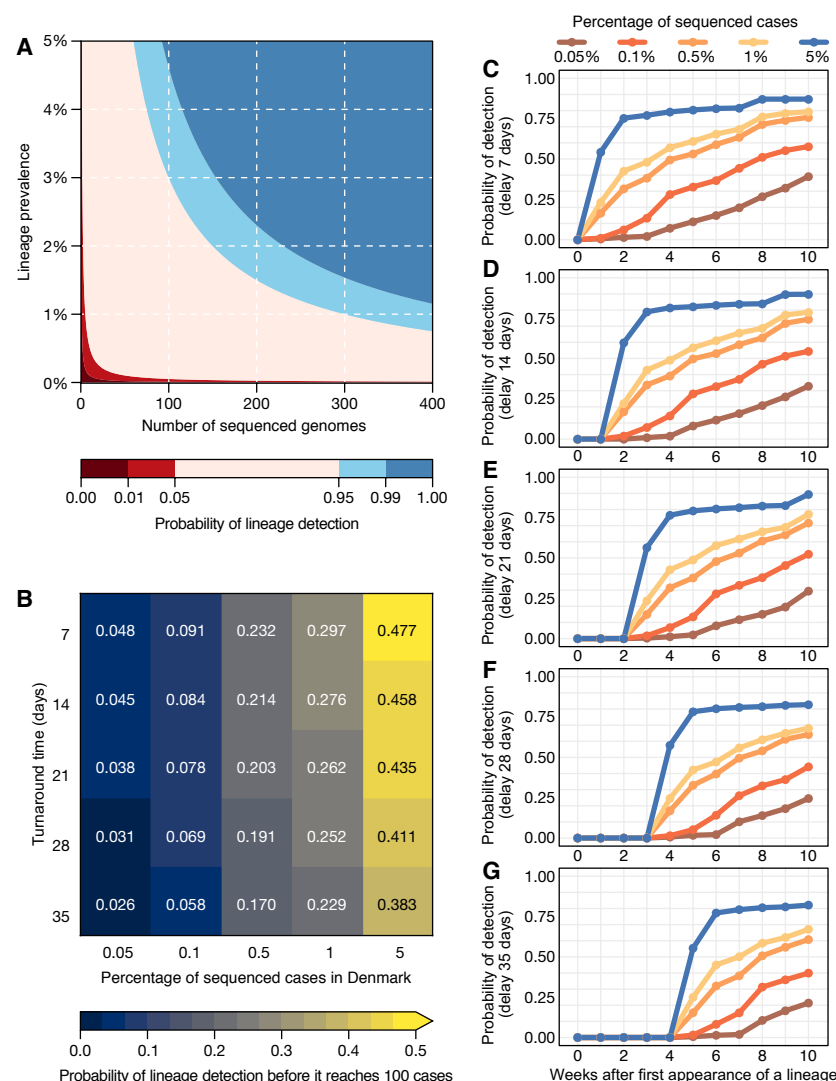 A
5%
4%
3%
2%
1%
0%
Lineage prevalence
0 100 200 300 400
Number of sequenced genomes
0.00 0.01 0.05 0.95 0.99 1.00
Probability of lineage detection
B
Turnaround time (days)
7 0.048 0.091 0.232 0.297 0.477
14 0.045 0.084 0.214 0.276 0.458
21 0.038 0.078 0.203 0.262 0.435
28 0.031 0.069 0.191 0.252 0.411
35 0.026 0.058 0.170 0.229 0.383
0.05 0.1 0.5 1 5
Percentage of sequenced cases in Denmark
0.0 0.1 0.2 0.3 0.4 0.5
Probability of lineage detection before it reaches 100 cases
Percentage of sequenced cases
0.05% 0.1% 0.5% 1% 5%
C
Probability of detection
(delay 7 days)
1.00
0.75
0.50
0.25
0.00
0 2 4 6 8 10
D
Probability of detection
(delay 14 days)
1.00
0.75
0.50
0.25
0.00
0 2 4 6 8 10
E
Probability of detection
(delay 21 days)
1.00
0.75
0.50
0.25
0.00
0 2 4 6 8 10
F
Probability of detection
(delay 28 days)
1.00
0.75
0.50
0.25
0.00
0 2 4 6 8 10
G
Probability of detection
(delay 35 days)
1.00
0.75
0.50
0.25
0.00
0 2 4 6 8 10
Weeks after first appearance of a lineage